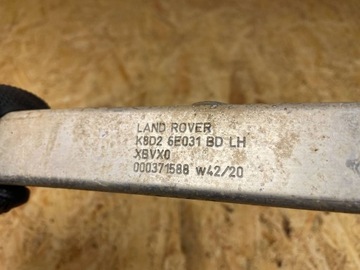 LAND ROVER
K8D2 6E031 BD LH
XBVX0
000371588 W42/20